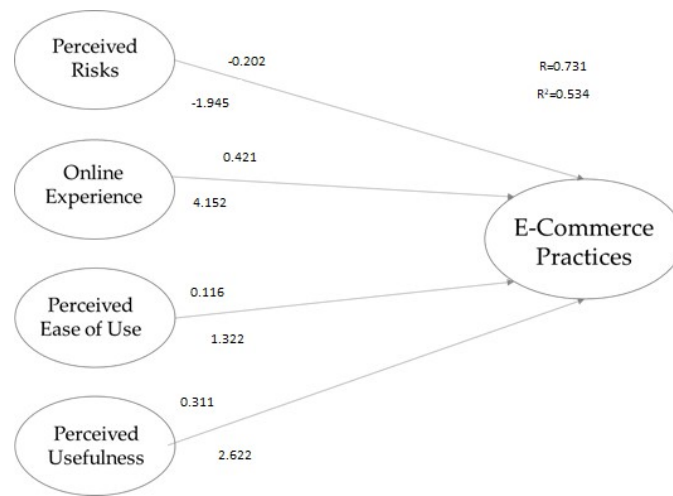 Perceived
Risks
-0.202
-1.945
R=0.731
R²=0.534
Online
Experience
0.421
4.152
E-Commerce
Practices
Perceived
Ease of Use
0.116
1.322
Perceived
Usefulness
0.311
2.622